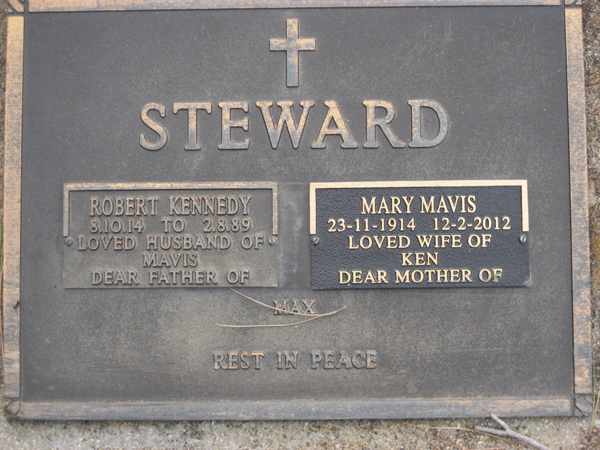 STEWARD
ROBERT KENNEDY
8.10.14 TO 2.8.89
LOVED HUSBAND OF
MAVIS
DEAR FATHER OF
MARY MAVIS
23-11-1914 12-2-2012
LOVED WIFE OF
KEN
DEAR MOTHER OF
MAX
REST IN PEACE